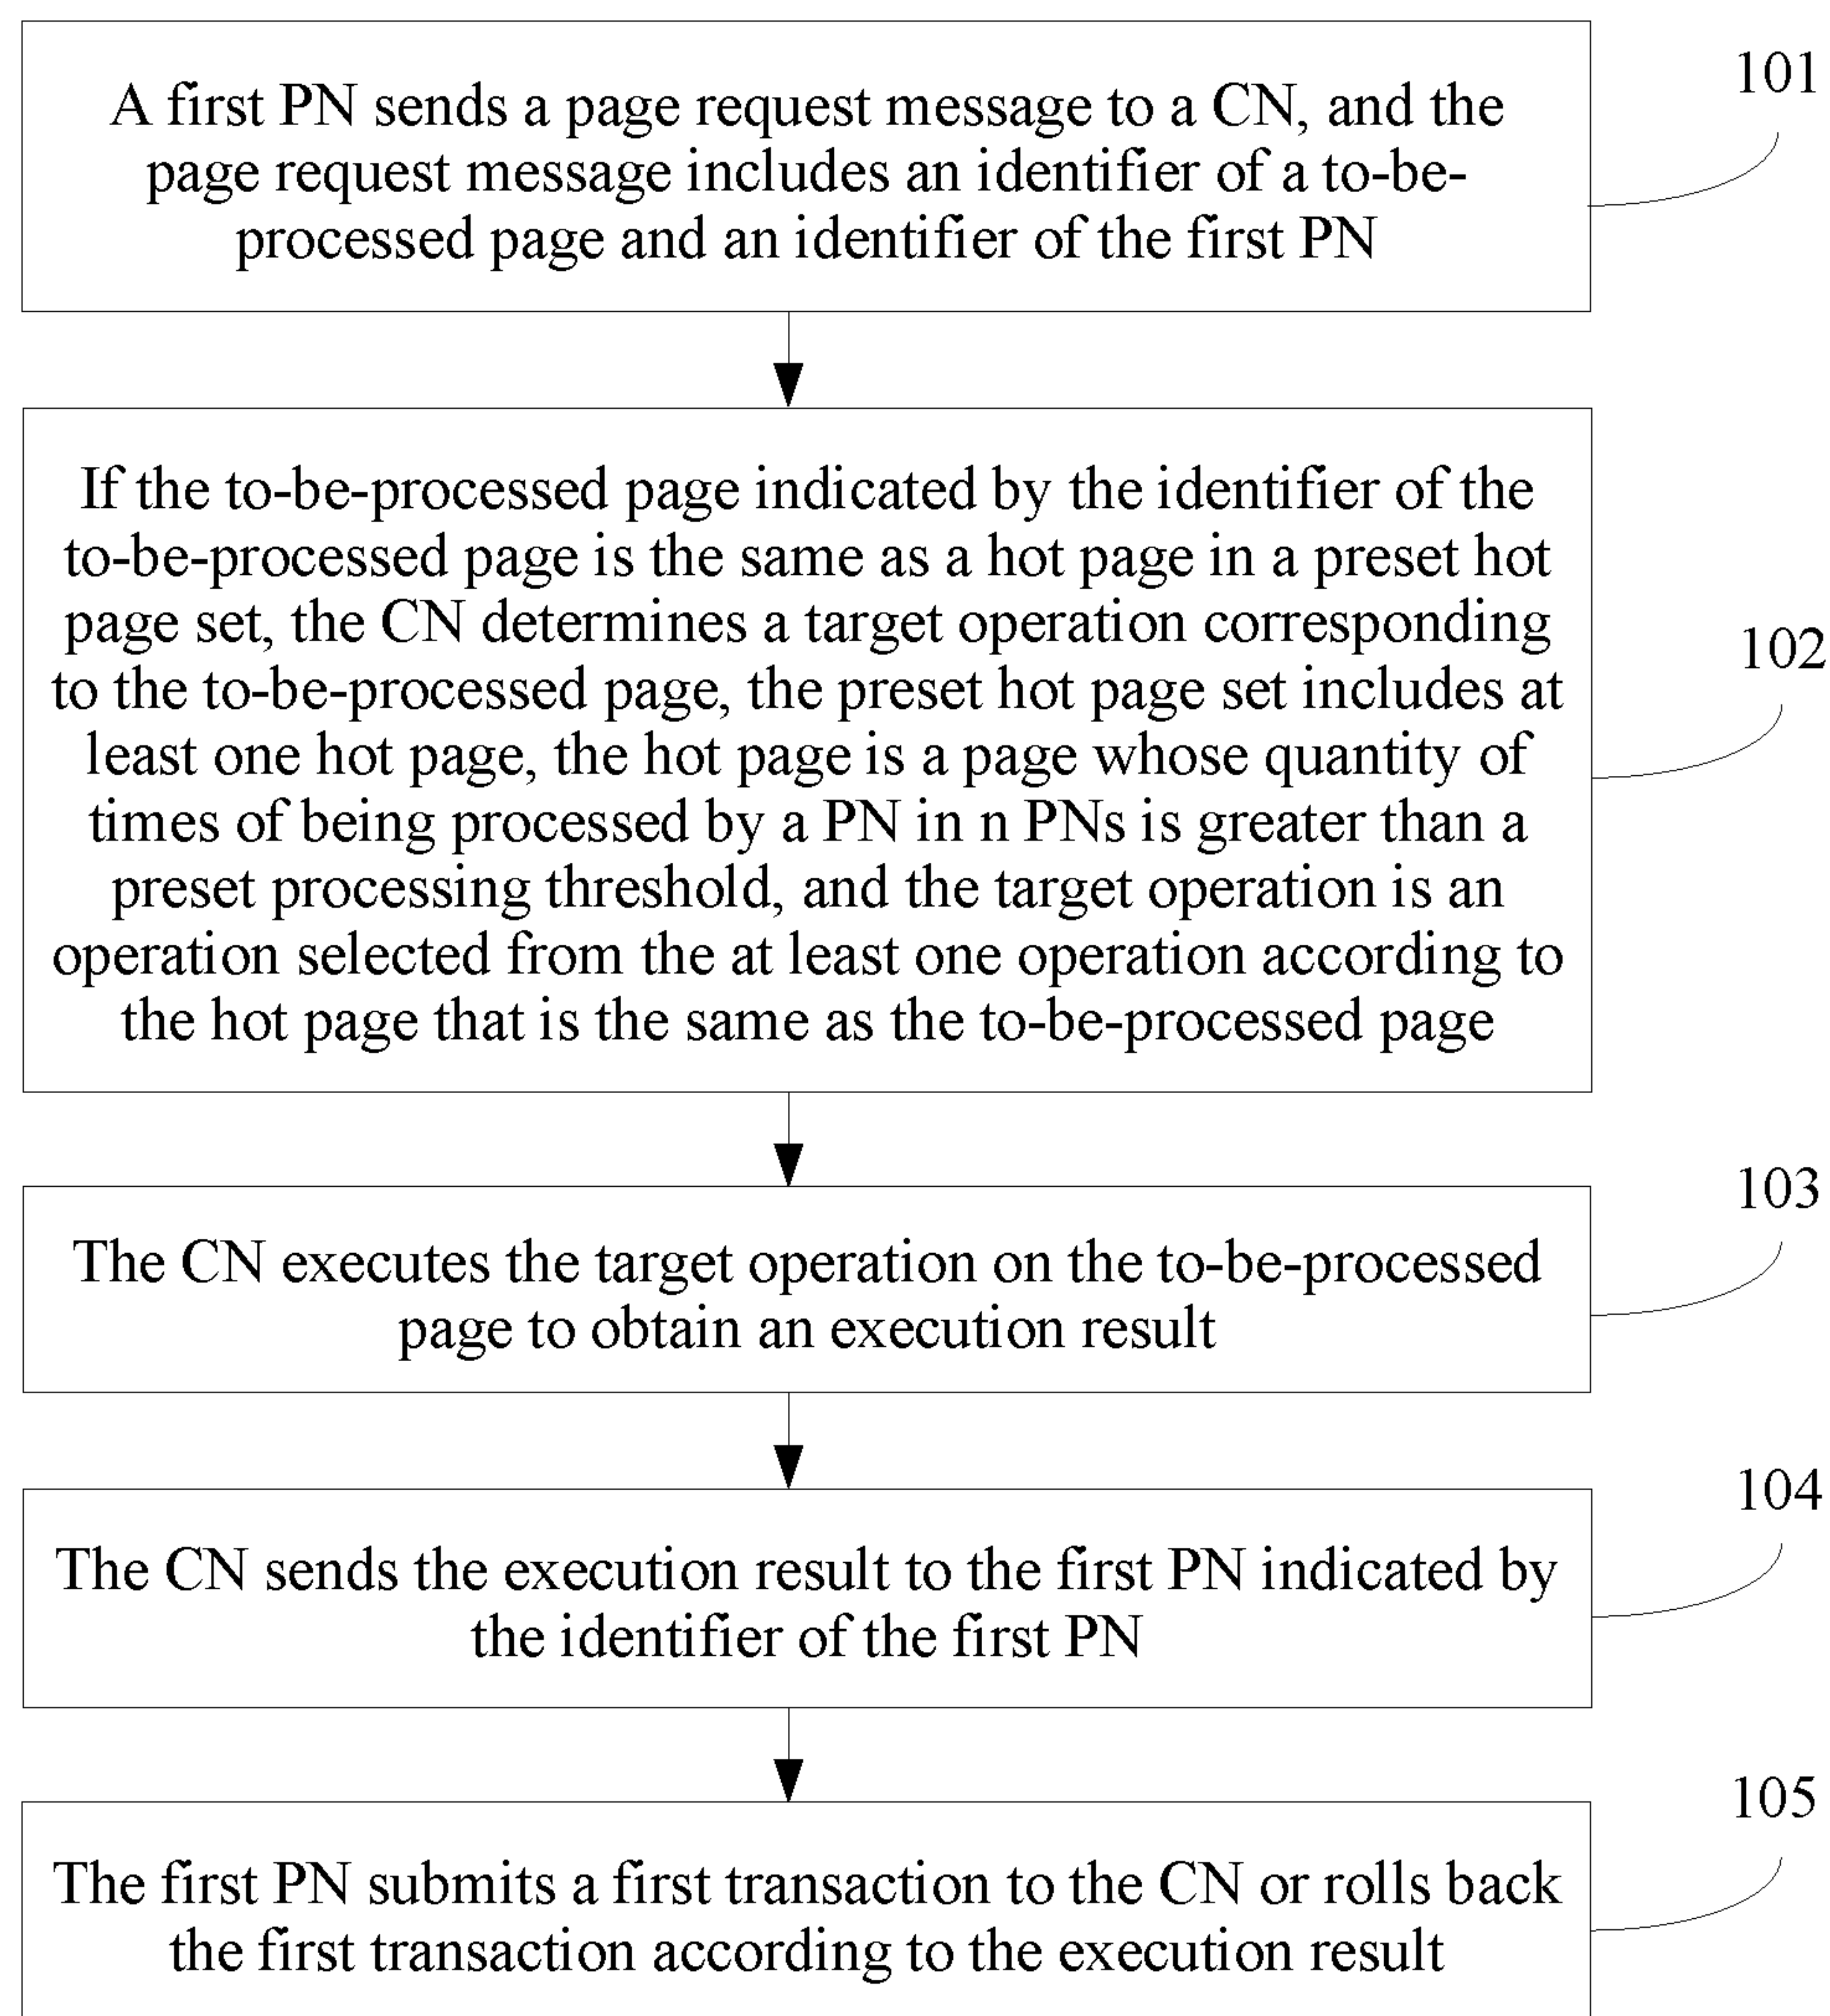 A first PN sends a page request message to a CN, and the
page request message includes an identifier of a to-be-
processed page and an identifier of the first PN
101
If the to-be-processed page indicated by the identifier of the
to-be-processed page is the same as a hot page in a preset hot
page set, the CN determines a target operation corresponding
to the to-be-processed page, the preset hot page set includes at
least one hot page, the hot page is a page whose quantity of
times of being processed by a PN in n PNs is greater than a
preset processing threshold, and the target operation is an
operation selected from the at least one operation according to
the hot page that is the same as the to-be-processed page
102
The CN executes the target operation on the to-be-processed
page to obtain an execution result
103
The CN sends the execution result to the first PN indicated by
the identifier of the first PN
104
The first PN submits a first transaction to the CN or rolls back
the first transaction according to the execution result
105